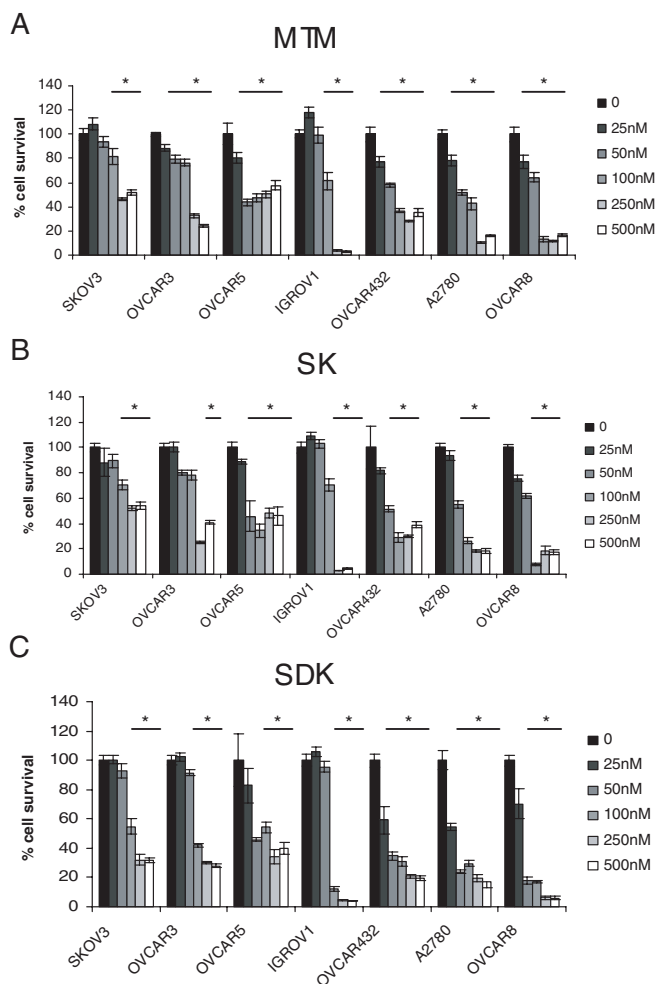 A
MTM
140
120
100
80
60
40
20
0
% cell survival
* * * * * * *
0
25nM
50nM
100nM
250nM
500nM
SKOV3 OVCAR3 OVCAR5 IGROV1 OVCAR432 A2780 OVCAR8
B
SK
140
120
100
80
60
40
20
0
% cell survival
* * * * * * *
0
25nM
50nM
100nM
250nM
500nM
SKOV3 OVCAR3 OVCAR5 IGROV1 OVCAR432 A2780 OVCAR8
C
SDK
140
120
100
80
60
40
20
0
% cell survival
* * * * * * *
0
25nM
50nM
100nM
250nM
500nM
SKOV3 OVCAR3 OVCAR5 IGROV1 OVCAR432 A2780 OVCAR8